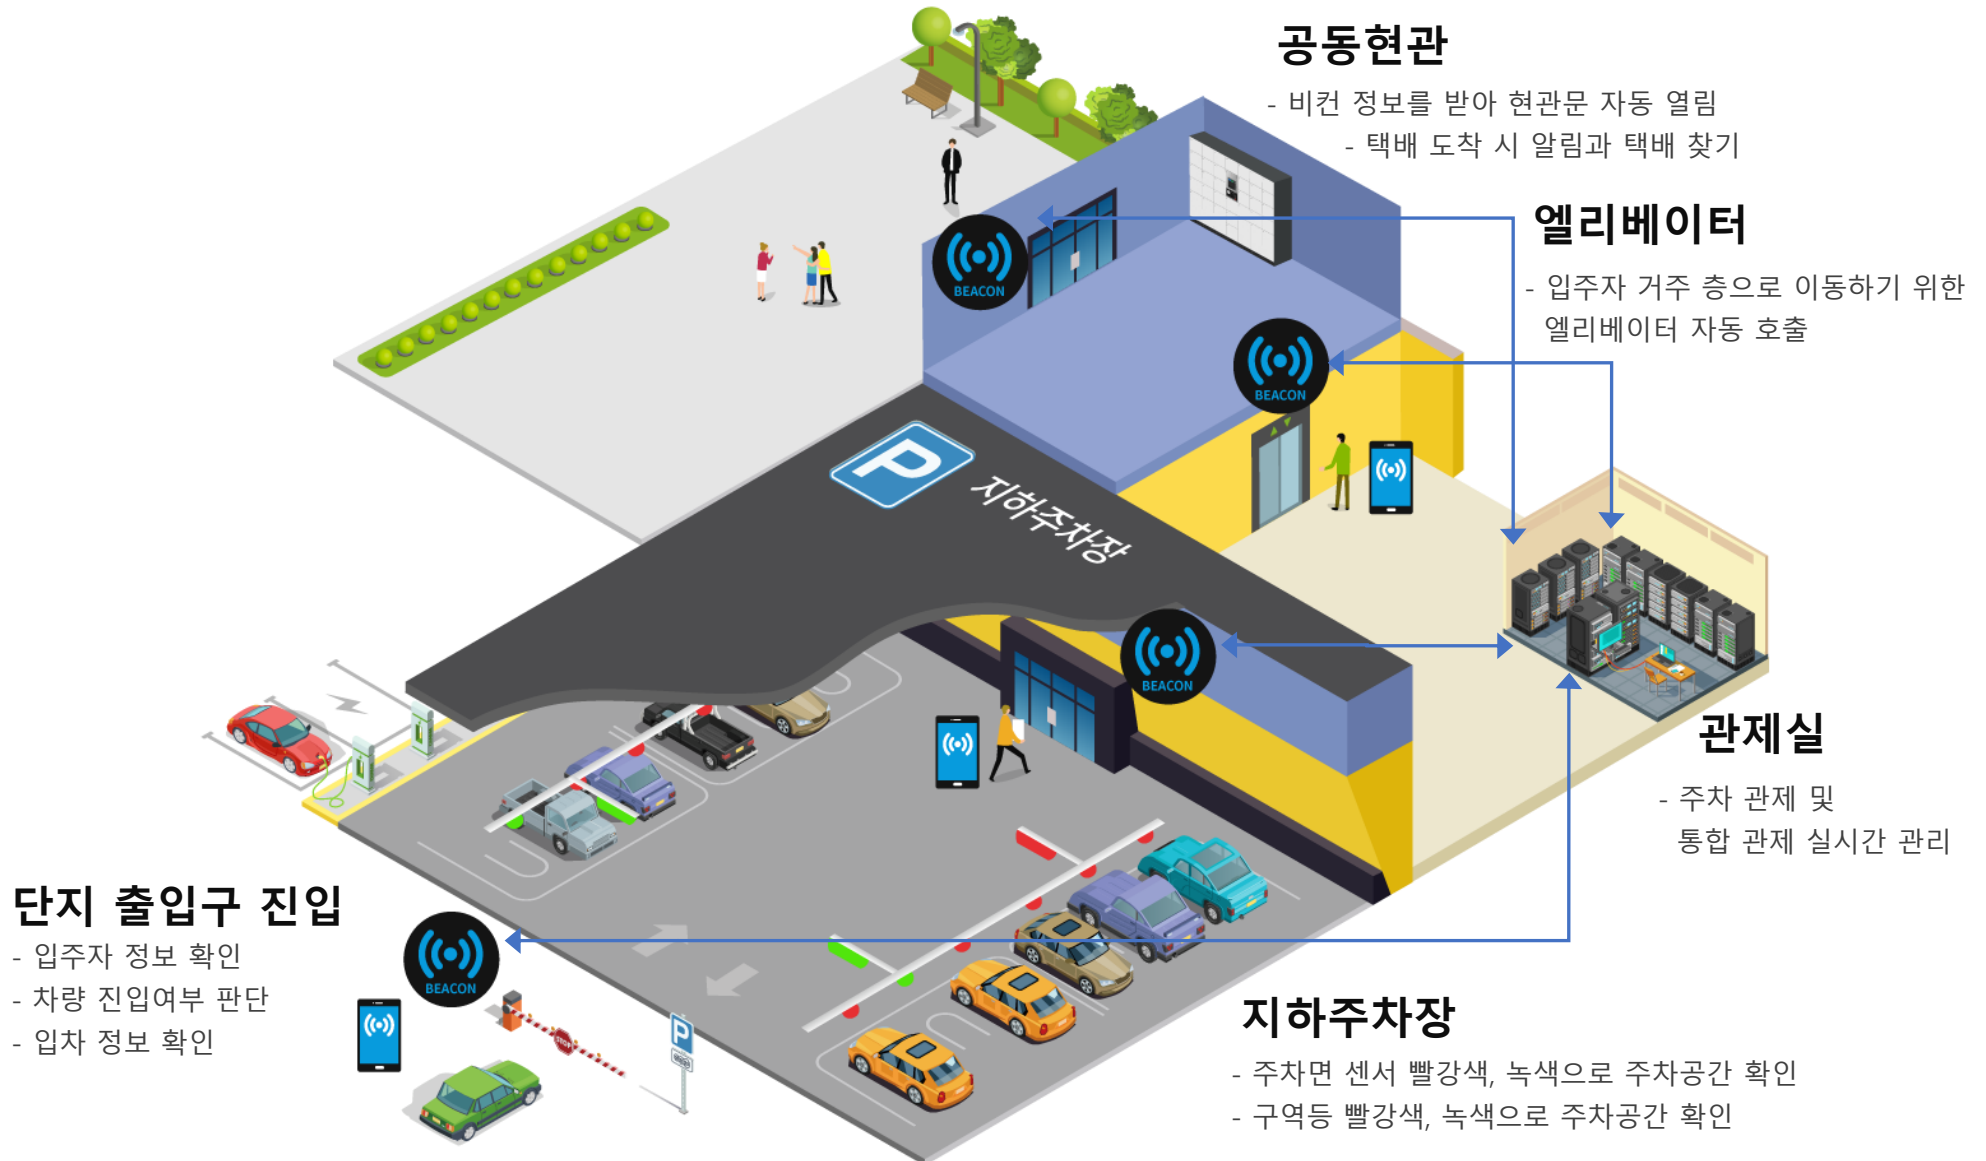 공동현관
- 비컨 정보를 받아 현관문 자동 열림
- 택배 도착 시 알림과 택배 찾기
엘리베이터
- 입주자 거주 층으로 이동하기 위한
엘리베이터 자동 호출
BEACON
BEACON
P
지하주차장
BEACON
관제실
- 주차 관제 및
통합 관제 실시간 관리
단지 출입구 진입
- 입주자 정보 확인
- 차량 진입여부 판단
- 입차 정보 확인
BEACON
STOP
P
지하주차장
- 주차면 센서 빨강색, 녹색으로 주차공간 확인
- 구역등 빨강색, 녹색으로 주차공간 확인